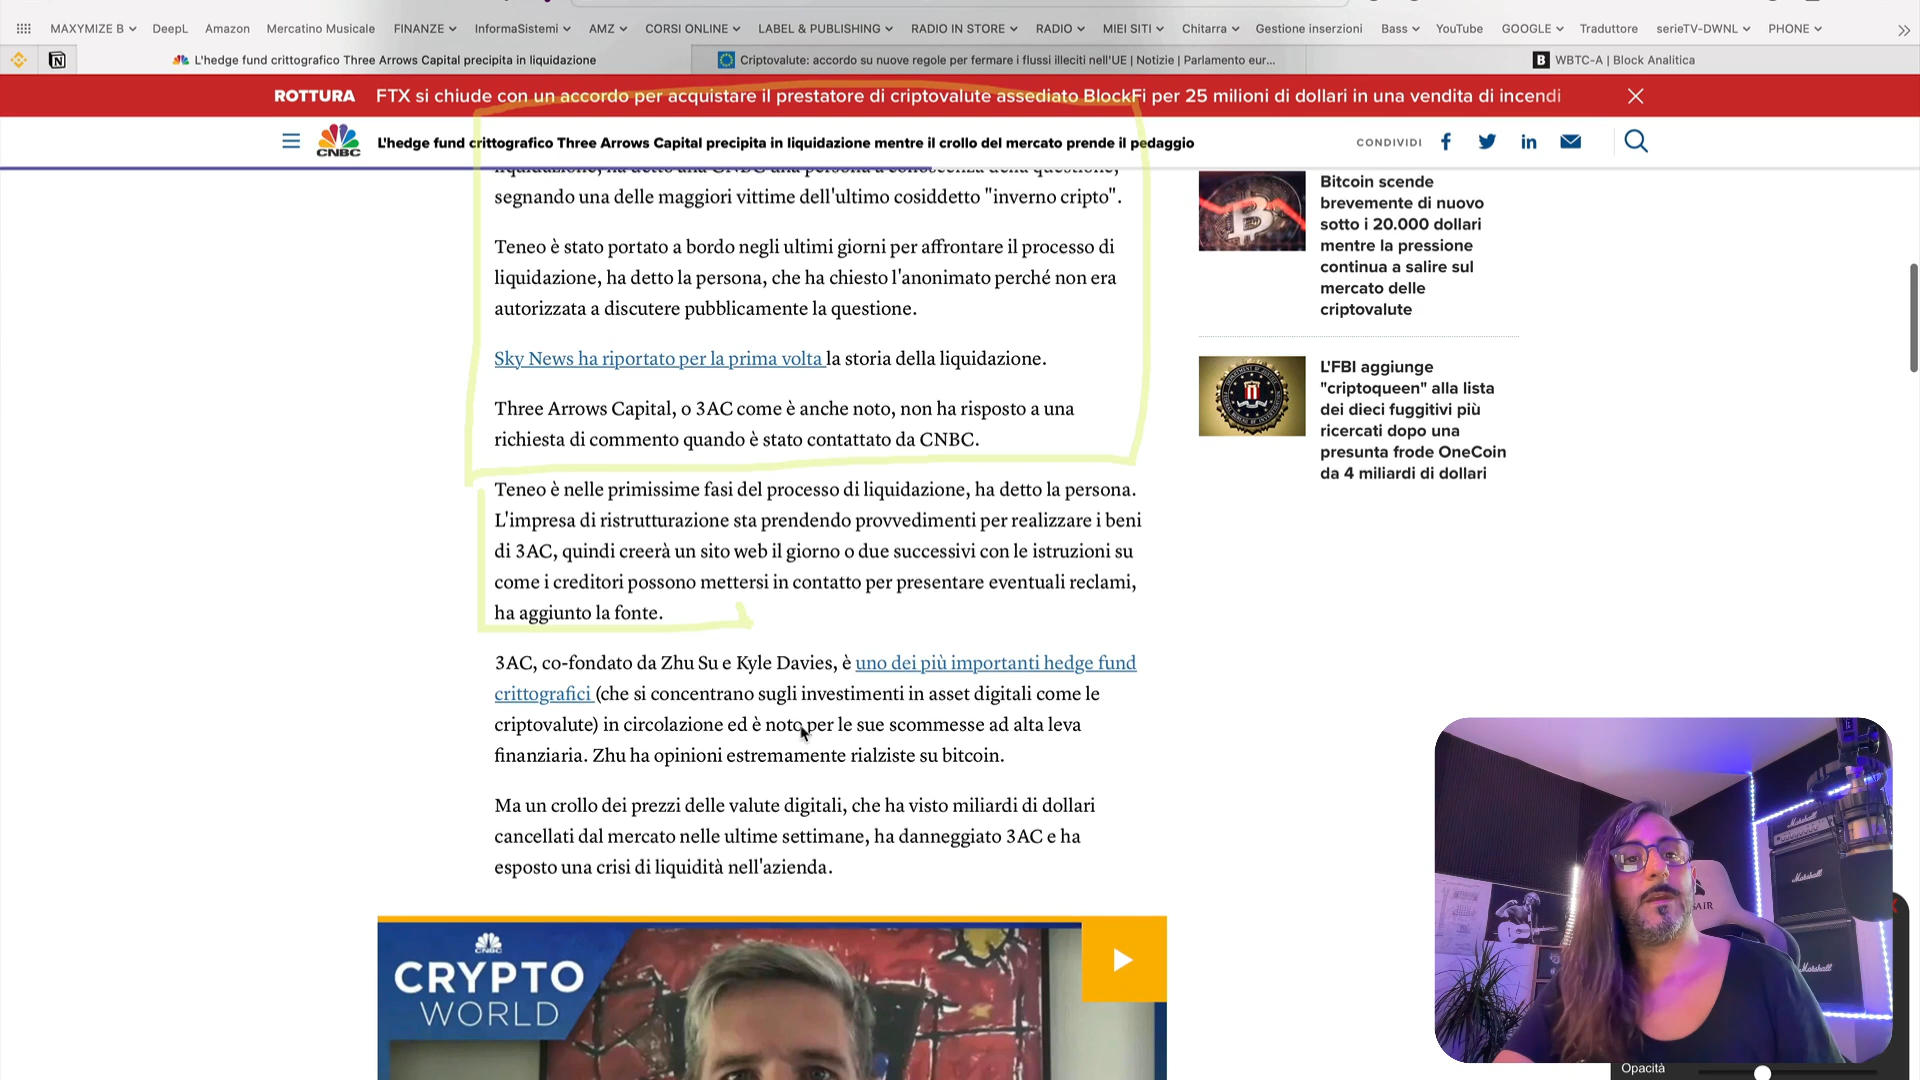 MAXYMIZE B DeepL Amazon Mercatino Musicale FINANZE InformaSistemi AMZ CORSI ONLINE LABEL & PUBLISHING RADIO IN STORE RADIO MIEI SITI Chitarra Gestione inserzioni Bass YouTube GOOGLE Traduttore serieTV-DWNL PHONE
L'hedge fund crittografico Three Arrows Capital precipita in liquidazione
Criptovalute: accordo su nuove regole per fermare i flussi illeciti nell'UE | Notizie | Parlamento eur...
WBTC-A | Block Analitica
ROTTURA FTX si chiude con un accordo per acquistare il prestatore di criptovalute assediato BlockFi per 25 milioni di dollari in una vendita di incendi
CNBC
L'hedge fund crittografico Three Arrows Capital precipita in liquidazione mentre il crollo del mercato prende il pedaggio
CONDIVIDI
liquidazione, ha detto alla CNBC una persona a conoscenza della questione,
segnando una delle maggiori vittime dell'ultimo cosiddetto "inverno cripto".
Teneo è stato portato a bordo negli ultimi giorni per affrontare il processo di
liquidazione, ha detto la persona, che ha chiesto l'anonimato perché non era
autorizzata a discutere pubblicamente la questione.
Sky News ha riportato per la prima volta la storia della liquidazione.
Three Arrows Capital, o 3AC come è anche noto, non ha risposto a una
richiesta di commento quando è stato contattato da CNBC.
Teneo è nelle primissime fasi del processo di liquidazione, ha detto la persona.
L'impresa di ristrutturazione sta prendendo provvedimenti per realizzare i beni
di 3AC, quindi creerà un sito web il giorno o due successivi con le istruzioni su
come i creditori possono mettersi in contatto per presentare eventuali reclami,
ha aggiunto la fonte.
3AC, co-fondato da Zhu Su e Kyle Davies, è uno dei più importanti hedge fund
crittografici (che si concentrano sugli investimenti in asset digitali come le
criptovalute) in circolazione ed è noto per le sue scommesse ad alta leva
finanziaria. Zhu ha opinioni estremamente rialziste su bitcoin.
Ma un crollo dei prezzi delle valute digitali, che ha visto miliardi di dollari
cancellati dal mercato nelle ultime settimane, ha danneggiato 3AC e ha
esposto una crisi di liquidità nell'azienda.
CNBC
CRYPTO
WORLD
Bitcoin scende
brevemente di nuovo
sotto i 20.000 dollari
mentre la pressione
continua a salire sul
mercato delle
criptovalute
L'FBI aggiunge
"criptoqueen" alla lista
dei dieci fuggitivi più
ricercati dopo una
presunta frode OneCoin
da 4 miliardi di dollari
Marshall
Marshall
Marshall
Opacità